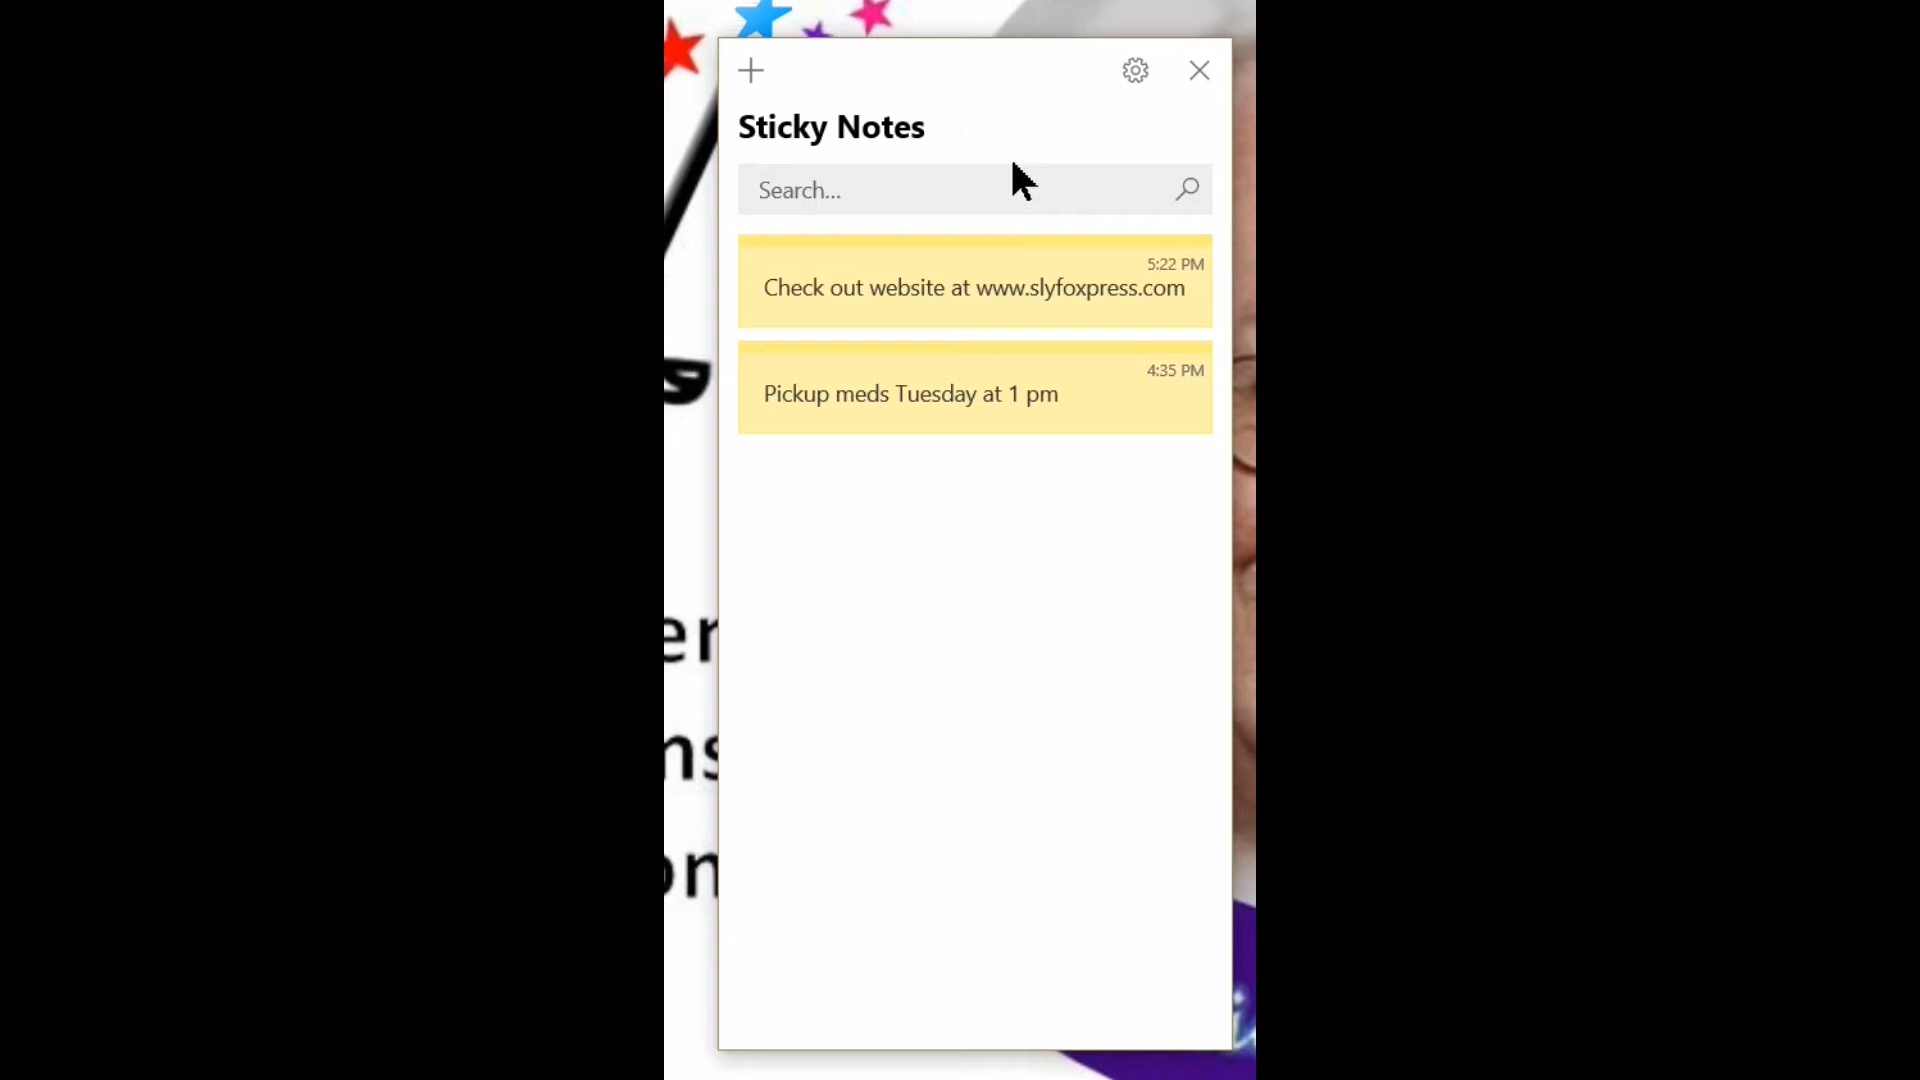 Sticky Notes
Search...
5:22 PM
Check out website at www.slyfoxpress.com
4:35 PM
Pickup meds Tuesday at 1 pm